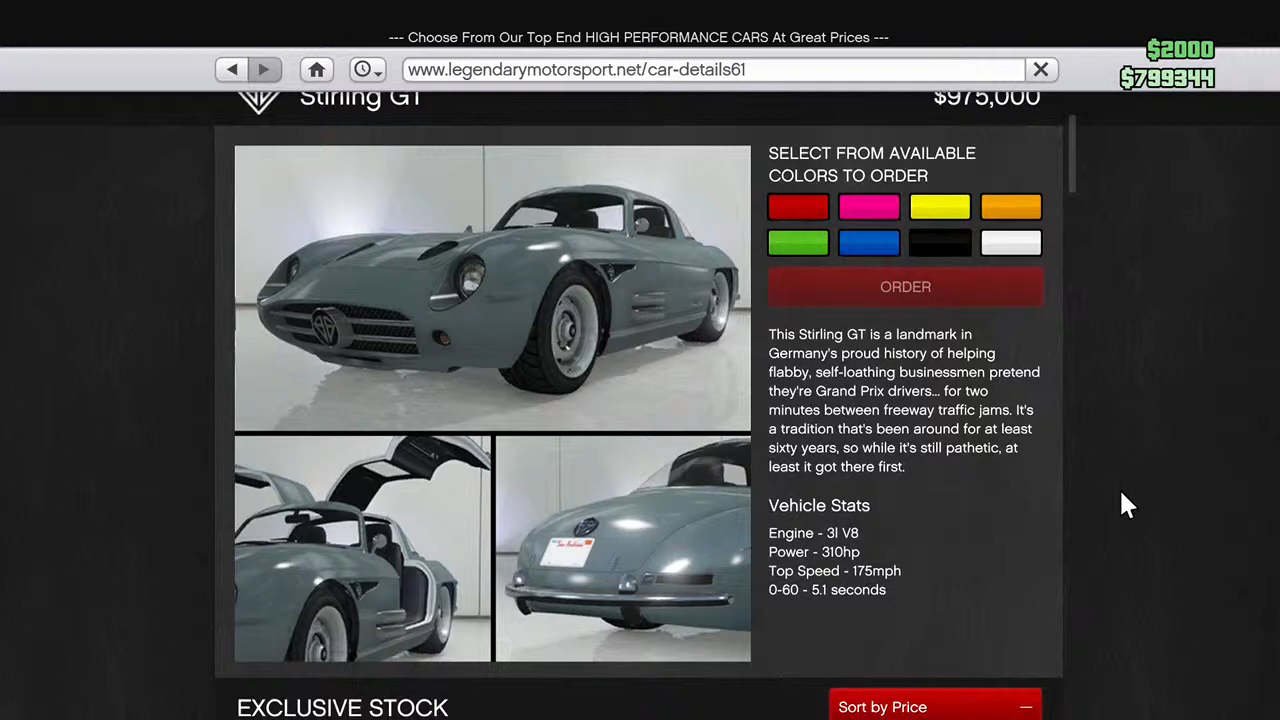 --- Choose From Our Top End HIGH PERFORMANCE CARS At Great Prices ---
$2000
$799344
www.legendarymotorsport.net/car-details61
Stirling GT
$975,000
SELECT FROM AVAILABLE
COLORS TO ORDER
ORDER
This Stirling GT is a landmark in
Germany's proud history of helping
flabby, self-loathing businessmen pretend
they're Grand Prix drivers... for two
minutes between freeway traffic jams. It's
a tradition that's been around for at least
sixty years, so while it's still pathetic, at
least it got there first.
Vehicle Stats
Engine - 3l V8
Power - 310hp
Top Speed - 175mph
0-60 - 5.1 seconds
EXCLUSIVE STOCK
Sort by Price